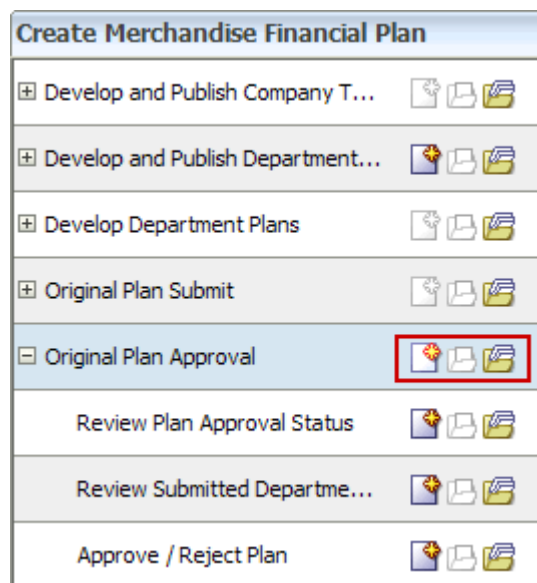 Create Merchandise Financial Plan
Develop and Publish Company T...
Develop and Publish Department...
Develop Department Plans
Original Plan Submit
Original Plan Approval
Review Plan Approval Status
Review Submitted Departme...
Approve / Reject Plan